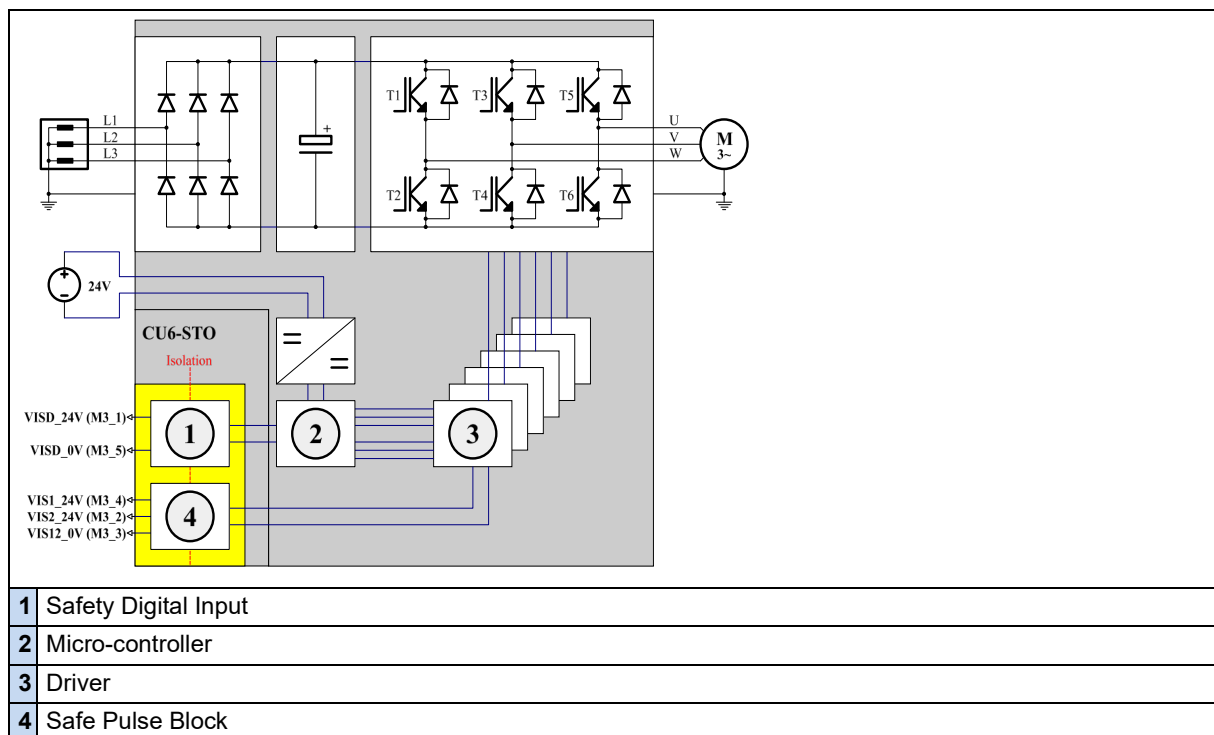 T1
T3
T5
L1
L2
L3
+
U
V
W
M
3~
T2
T4
T6
+
−
24V
CU6-STO
Isolation
=
=
VISD_24V (M3_1)
VISD_0V (M3_5)
1
2
3
VIS1_24V (M3_4)
VIS2_24V (M3_2)
VIS12_0V (M3_3)
4
1 Safety Digital Input
2 Micro-controller
3 Driver
4 Safe Pulse Block